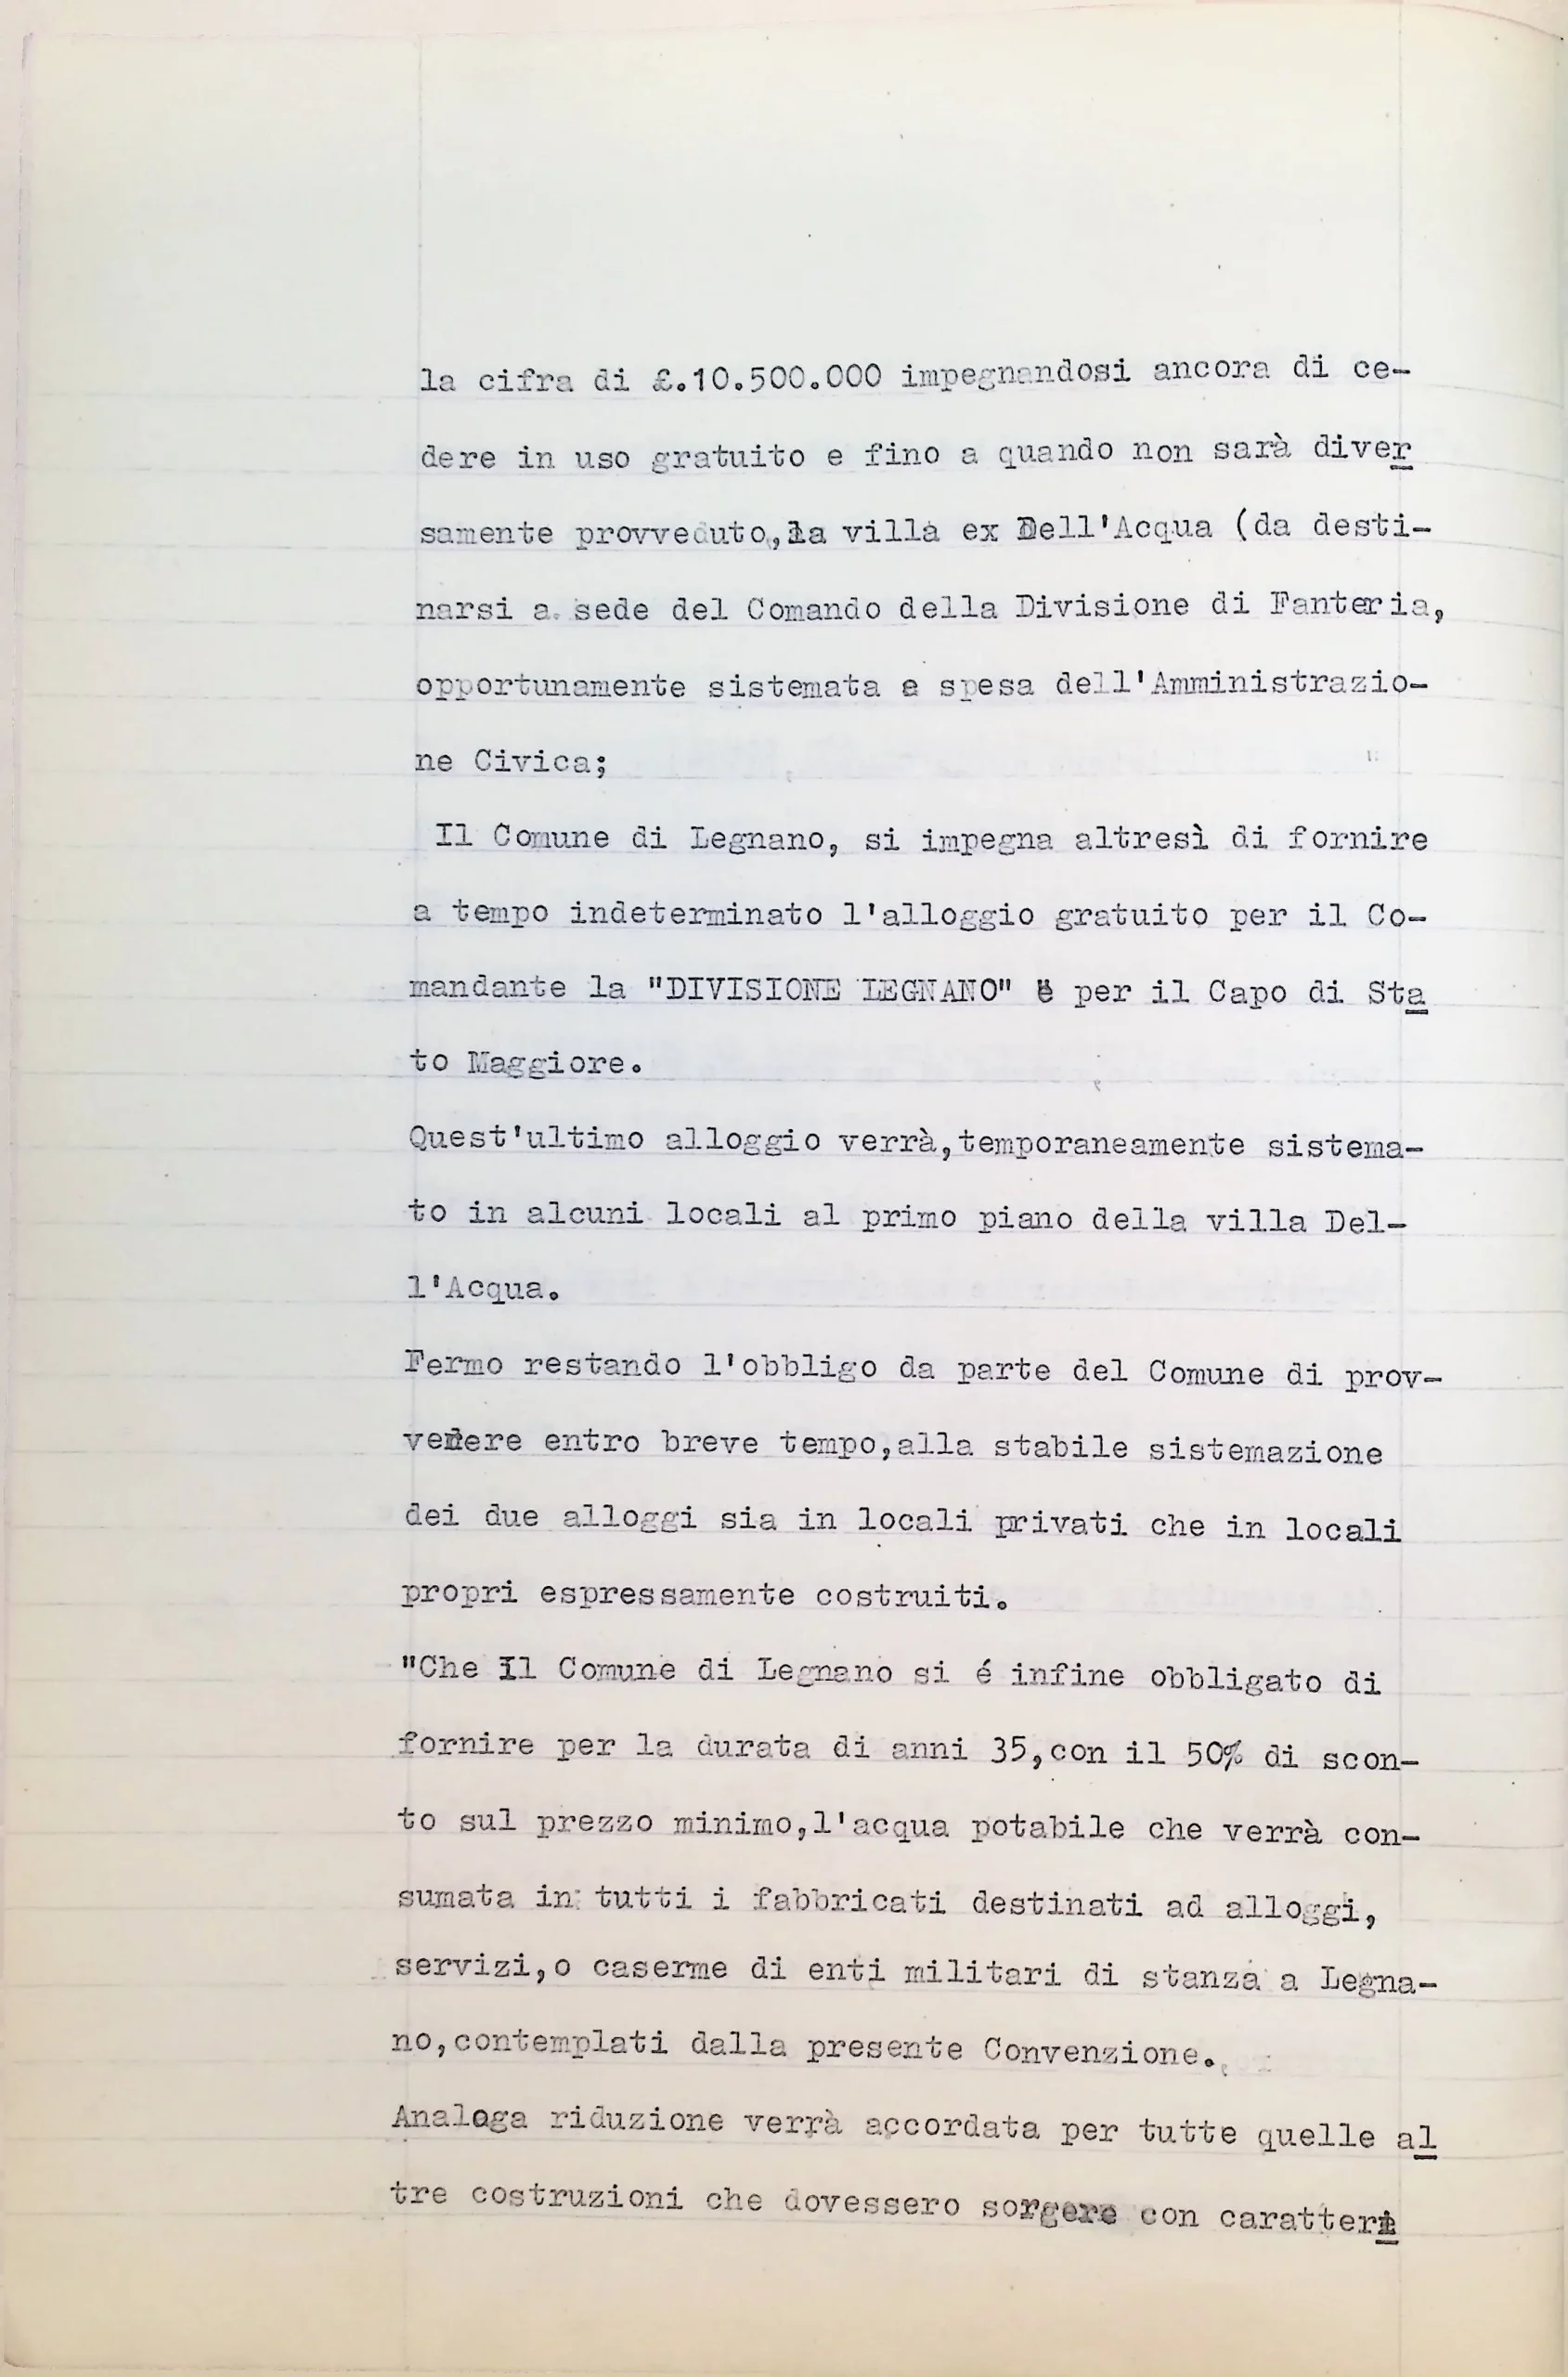 la cifra di £.10.500.000 impegnandosi ancora di ce-
dere in uso gratuito e fino a quando non sarà diver
samente provveduto,la villa ex Dell'Acqua (da desti-
narsi a sede del Comando della Divisione di Fanteria,
opportunamente sistemata a spesa dell'Amministrazio-
ne Civica;
Il Comune di Legnano, si impegna altresì di fornire
a tempo indeterminato l'alloggio gratuito per il Co-
mandante la "DIVISIONE LEGNANO" e per il Capo di Sta
to Maggiore.
Quest'ultimo alloggio verrà,temporaneamente sistema-
to in alcuni locali al primo piano della villa Del-
l'Acqua.
Fermo restando l'obbligo da parte del Comune di prov-
vedere entro breve tempo,alla stabile sistemazione
dei due alloggi sia in locali privati che in locali
propri espressamente costruiti.
"Che Il Comune di Legnano si é infine obbligato di
fornire per la durata di anni 35,con il 50% di scon-
to sul prezzo minimo,l'acqua potabile che verrà con-
sumata in tutti i fabbricati destinati ad alloggi,
servizi,o caserme di enti militari di stanza a Legna-
no,contemplati dalla presente Convenzione.
Analoga riduzione verrà accordata per tutte quelle al
tre costruzioni che dovessero sorgere con caratteri